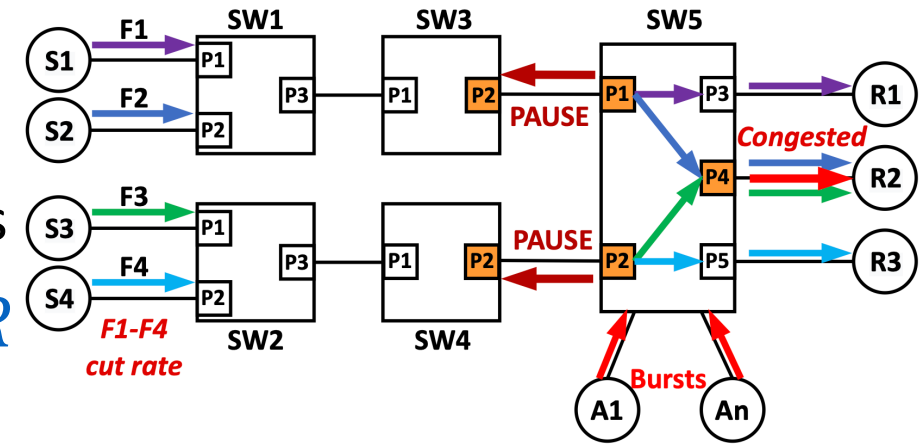 SW1
SW3
SW5
F1
S1
P1
P3
P1
P2
P1
P3
R1
PAUSE
F2
S2
P2
Congested
P4
R2
F3
S3
P1
P3
P1
PAUSE
P2
P2
P5
R3
F4
S4
P2
s
R
F1-F4
cut rate
SW2
SW4
Bursts
A1
An